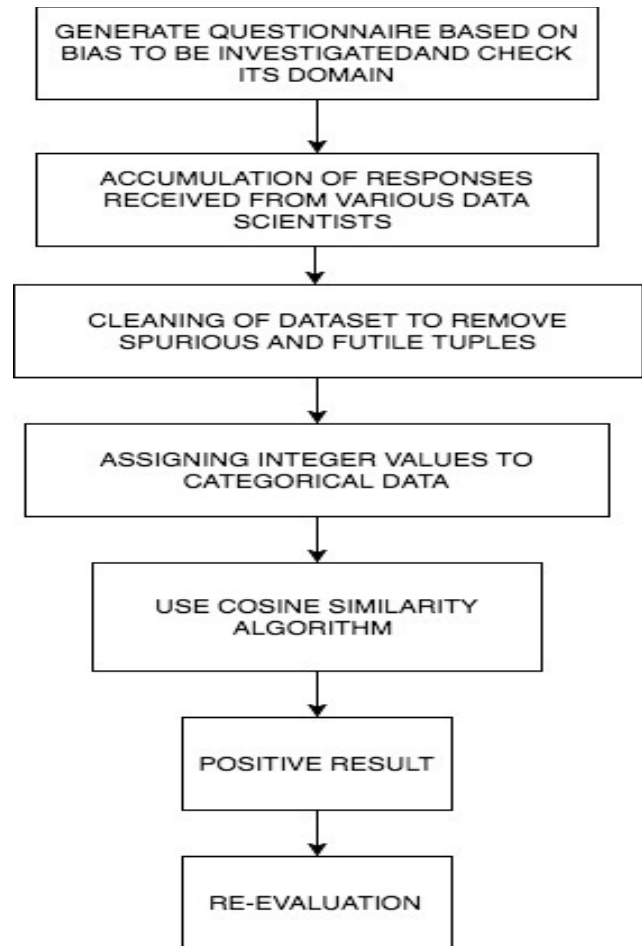 GENERATE QUESTIONNAIRE BASED ON
BIAS TO BE INVESTIGATEDAND CHECK
ITS DOMAIN
ACCUMULATION OF RESPONSES
RECEIVED FROM VARIOUS DATA
SCIENTISTS
CLEANING OF DATASET TO REMOVE
SPURIOUS AND FUTILE TUPLES
ASSIGNING INTEGER VALUES TO
CATEGORICAL DATA
USE COSINE SIMILARITY
ALGORITHM
POSITIVE RESULT
RE-EVALUATION